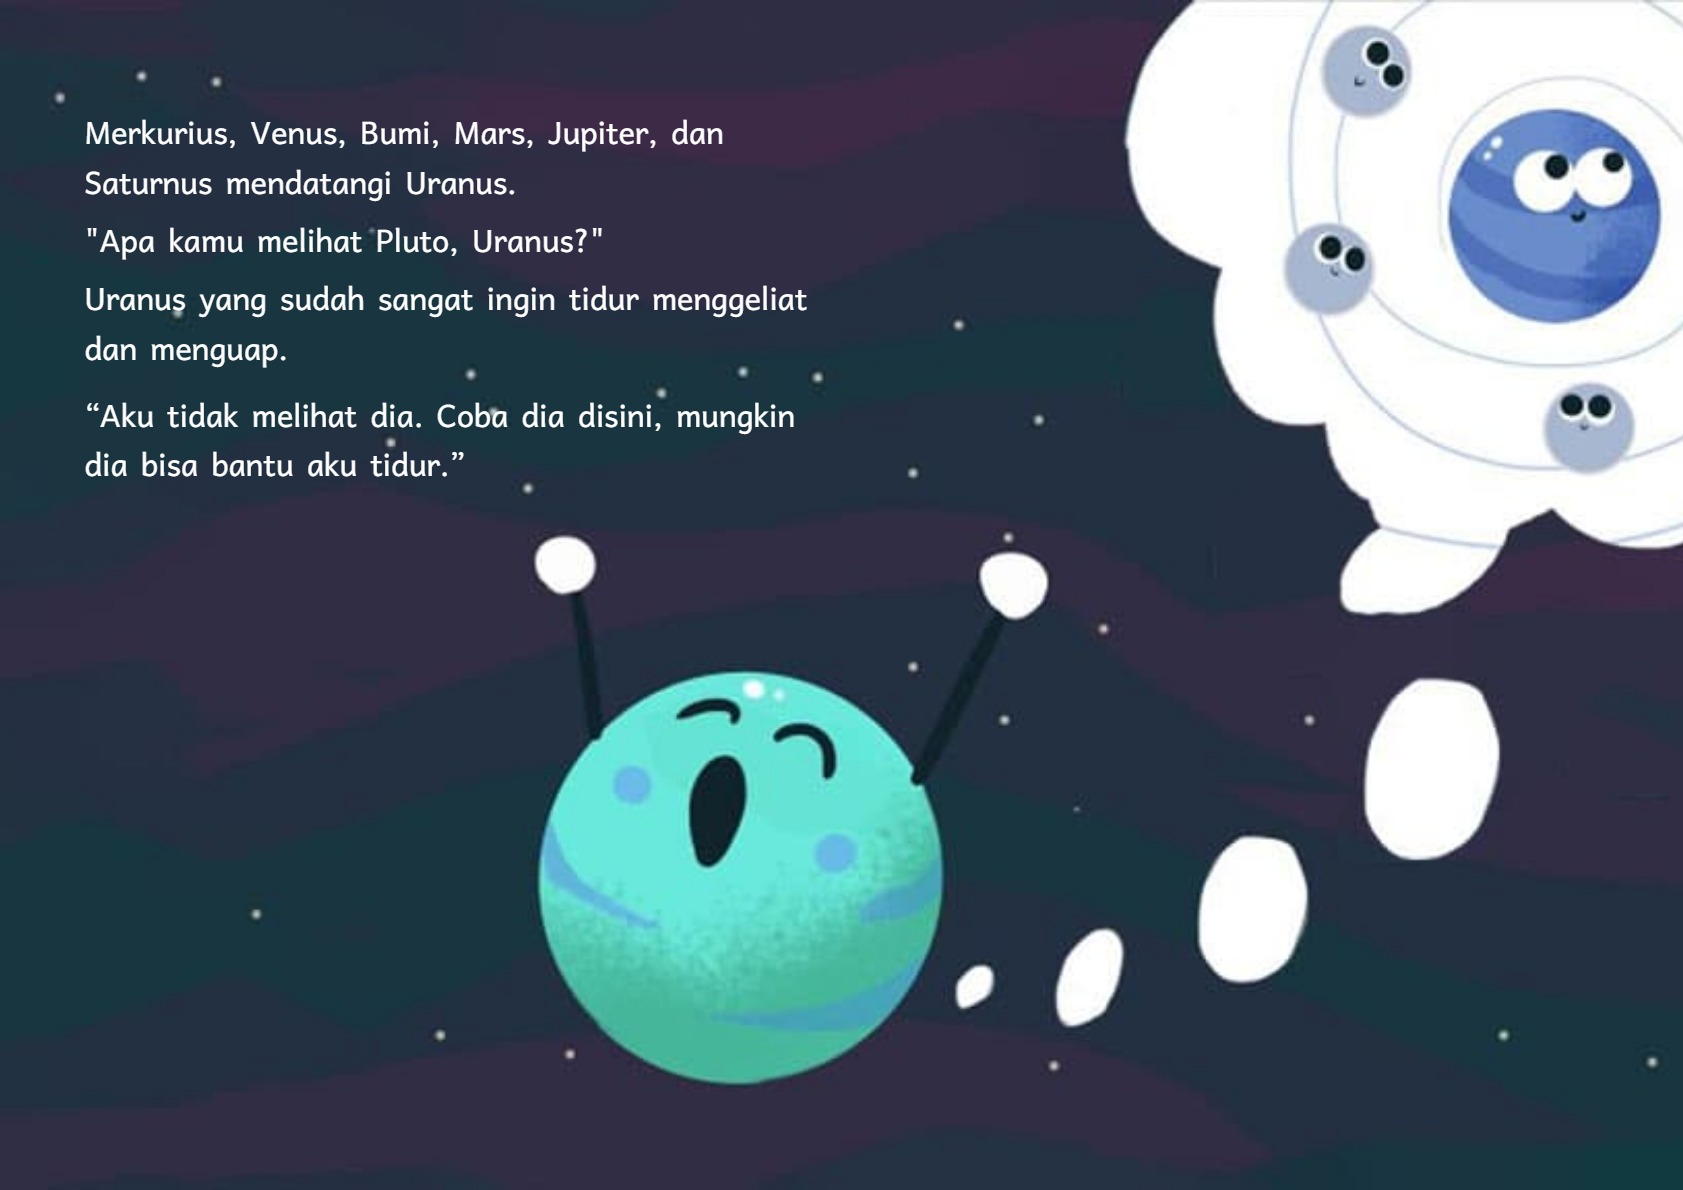 Merkurius, Venus, Bumi, Mars, Jupiter, dan
Saturnus mendatangi Uranus.
"Apa kamu melihat Pluto, Uranus?"
Uranus yang sudah sangat ingin tidur menggeliat
dan menguap.
“Aku tidak melihat dia. Coba dia disini, mungkin
dia bisa bantu aku tidur.”